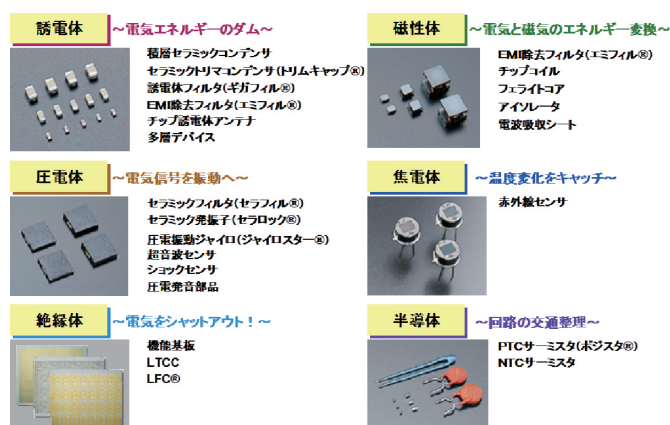 誘電体
～電気エネルギーのダム～
積層セラミックコンデンサ
セラミックトリマコンデンサ(トリムキャップ®)
誘電体フィルタ(ギガフィル®)
EMI除去フィルタ(エミフィル®)
チップ誘電体アンテナ
多層デバイス
磁性体
～電気と磁気のエネルギー変換～
EMI除去フィルタ(エミフィル®)
チップコイル
フェライトコア
アイソレータ
電波吸収シート
圧電体
～電気信号を振動へ～
セラミックフィルタ(セラフィル®)
セラミック発振子(セラロック®)
圧電振動ジャイロ(ジャイロスター®)
超音波センサ
ショックセンサ
圧電発音部品
焦電体
～温度変化をキャッチ～
赤外線センサ
絶縁体
～電気をシャットアウト！～
機能基板
LTCC
LFC®
半導体
～回路の交通整理～
PTCサーミスタ(ポジスタ®)
NTCサーミスタ